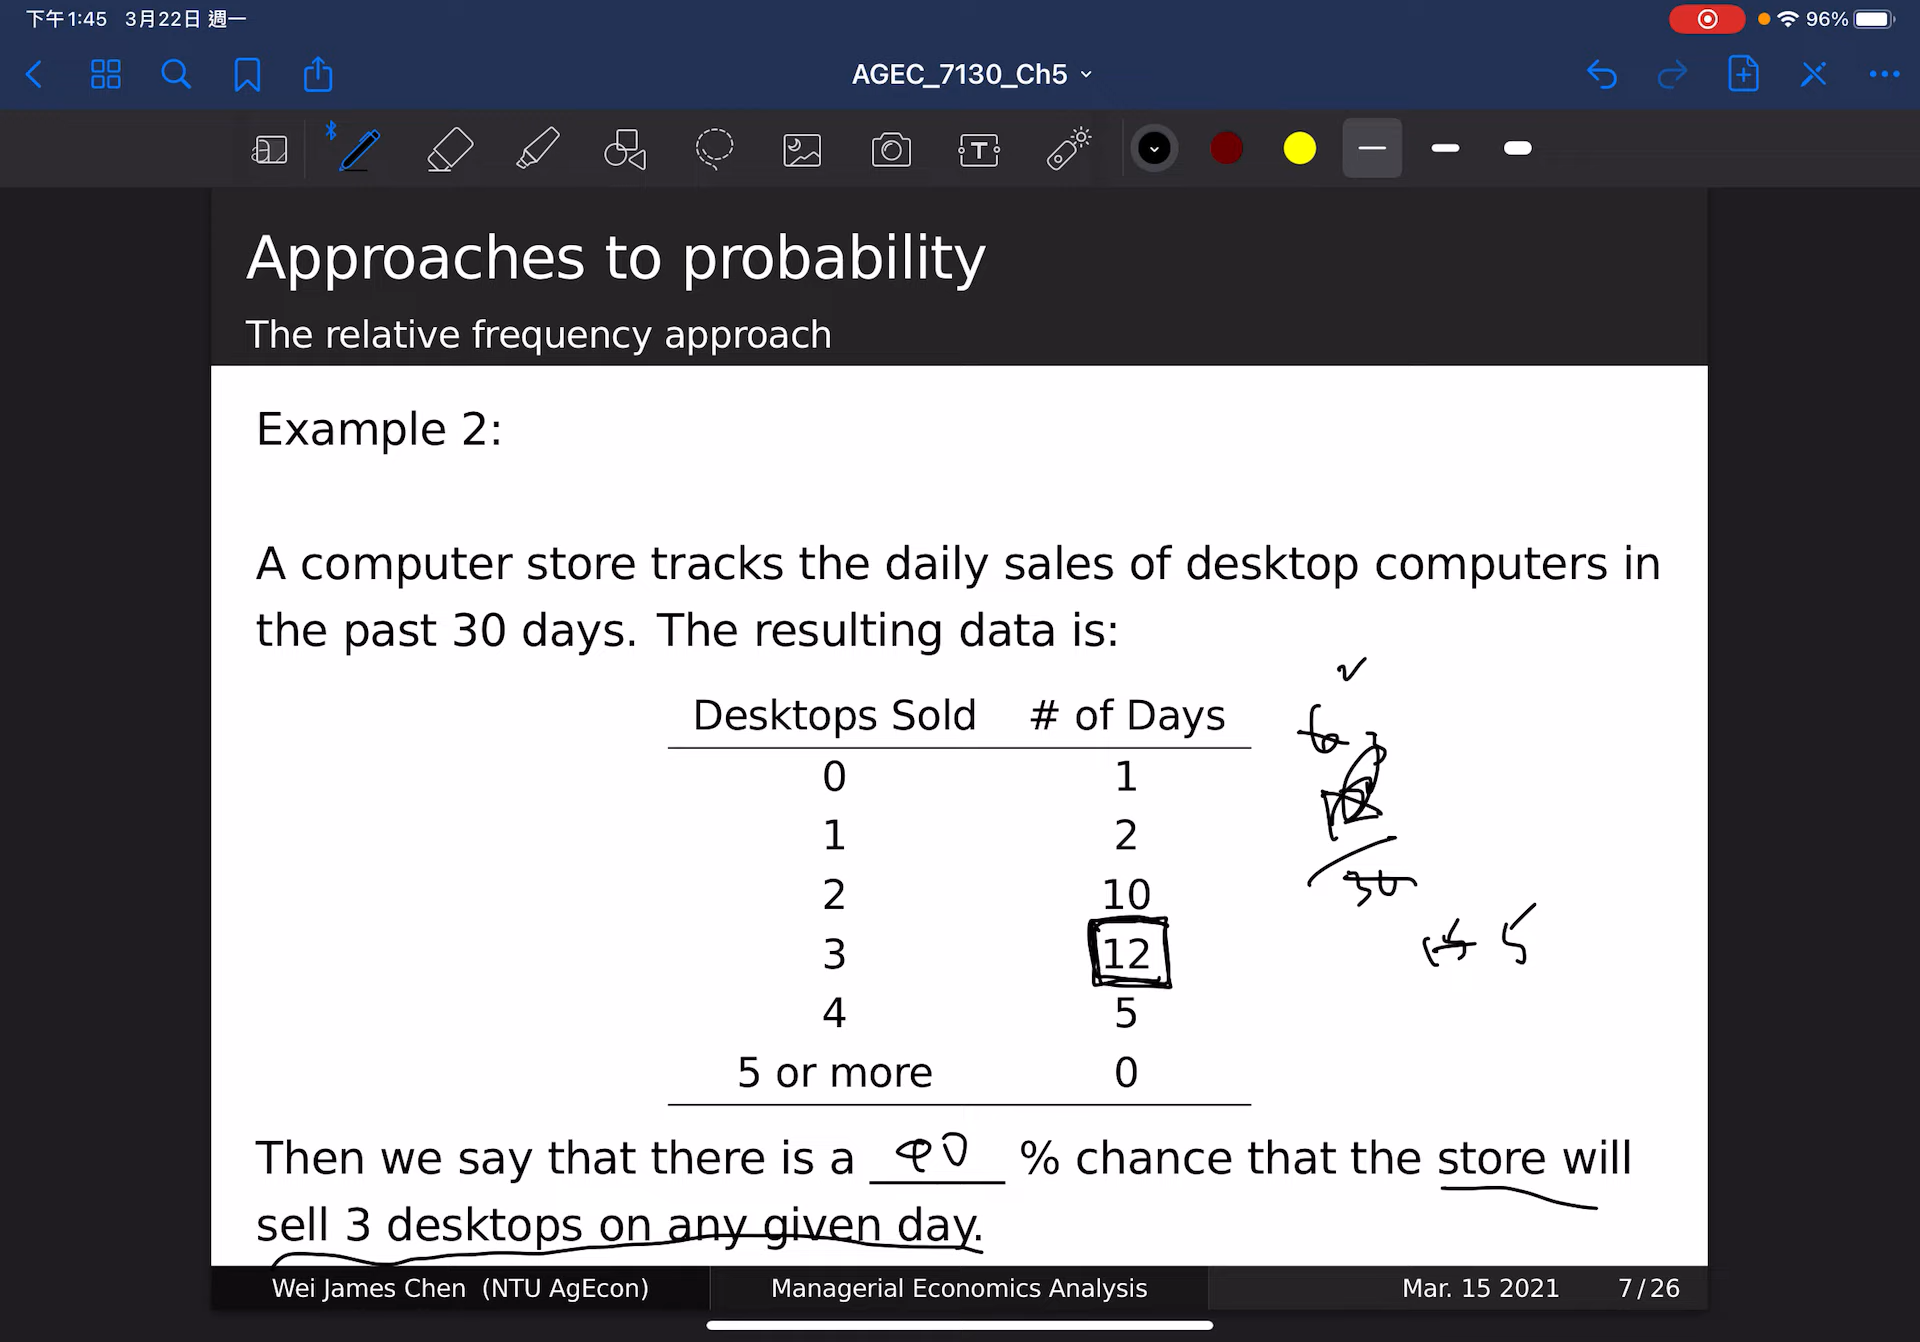 下午1:45 3月22日 週一
96%
AGEC_7130_Ch5
T
Approaches to probability
The relative frequency approach
Example 2:
A computer store tracks the daily sales of desktop computers in
the past 30 days. The resulting data is:
Desktops Sold # of Days
0 1
1 2
2 10
3 12
4 5
5 or more 0
6
30
15 5
Then we say that there is a 40 % chance that the store will
sell 3 desktops on any given day.
Wei James Chen (NTU AgEcon) Managerial Economics Analysis Mar. 15 2021 7/26